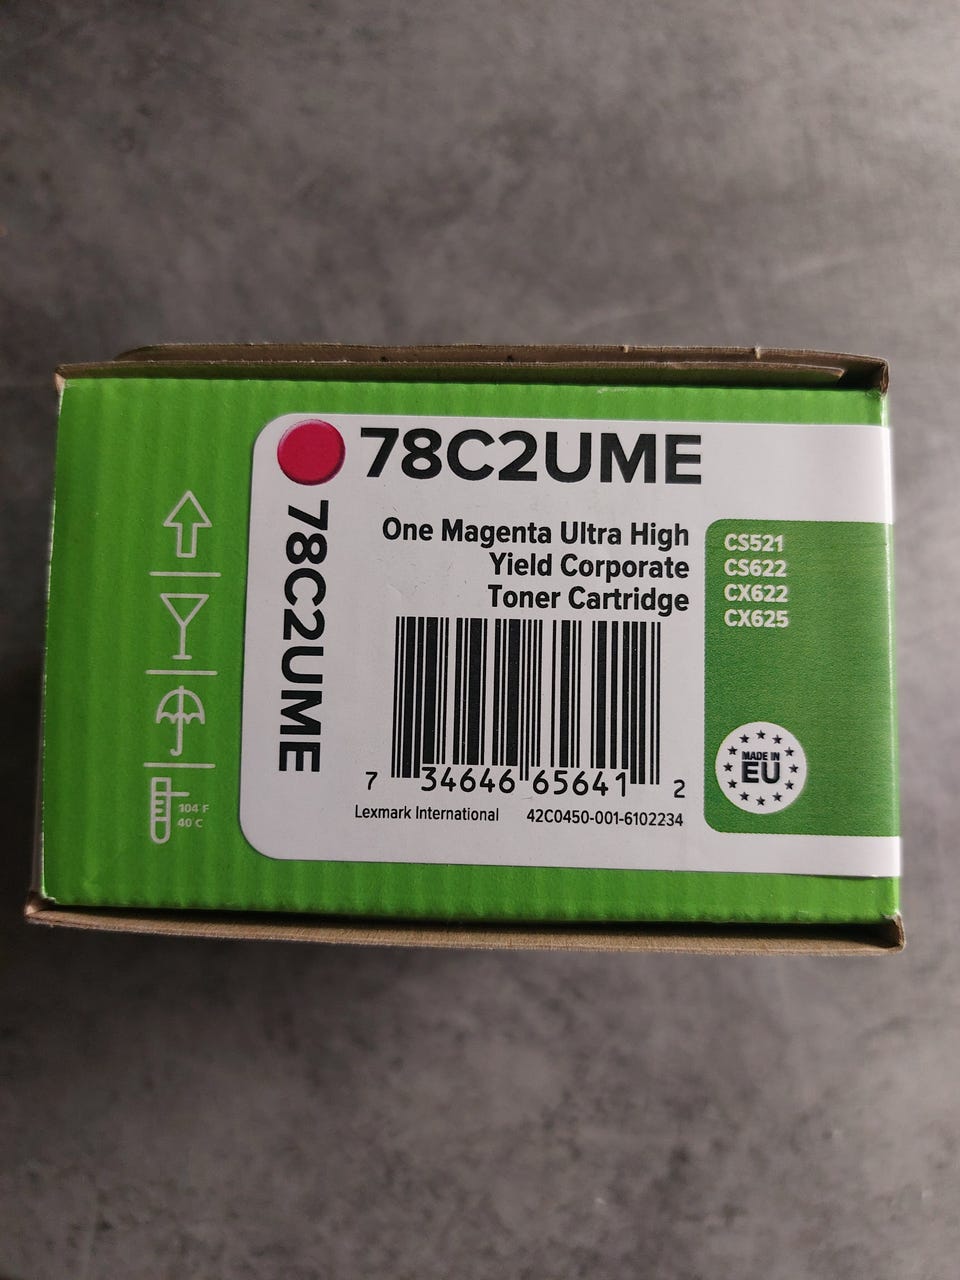 78C2UME
78C2UME
One Magenta Ultra High
Yield Corporate
Toner Cartridge
7 34646 65641 2
Lexmark International 42C0450-001-6102234
CS521
CS622
CX622
CX625
MADE IN
EU
104 F
40 C